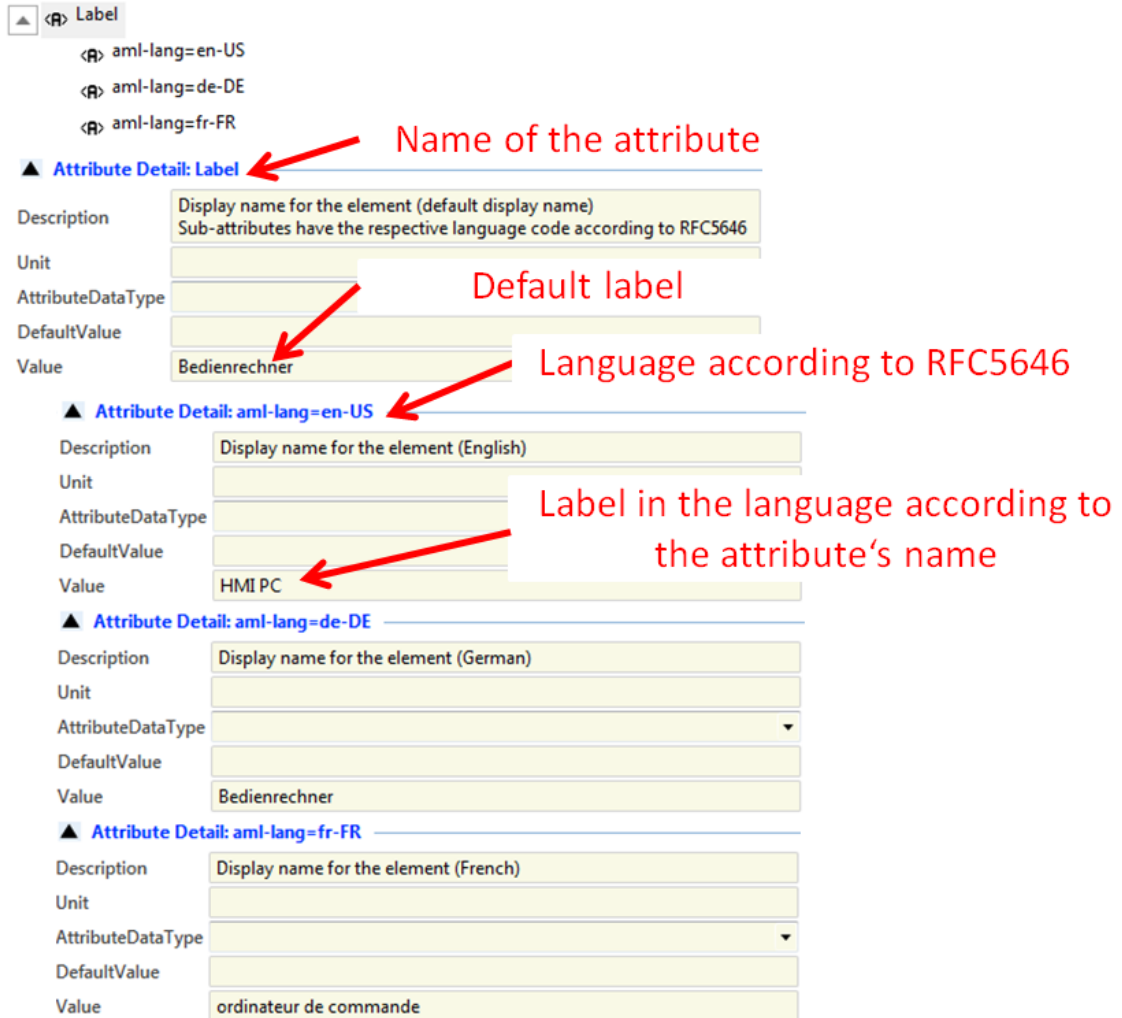 Label
aml-lang=en-US
aml-lang=de-DE
aml-lang=fr-FR
Name of the attribute
Attribute Detail: Label
Description
Display name for the element (default display name)
Sub-attributes have the respective language code according to RFC5646
Unit
Default label
AttributeDataType
DefaultValue
Language according to RFC5646
Value Bedienrechner
Attribute Detail: aml-lang=en-US
Description Display name for the element (English)
Unit
Label in the language according to
the attribute‘s name
AttributeDataType
DefaultValue
Value HMI PC
Attribute Detail: aml-lang=de-DE
Description Display name for the element (German)
Unit
AttributeDataType
DefaultValue
Value Bedienrechner
Attribute Detail: aml-lang=fr-FR
Description Display name for the element (French)
Unit
AttributeDataType
DefaultValue
Value ordinateur de commande